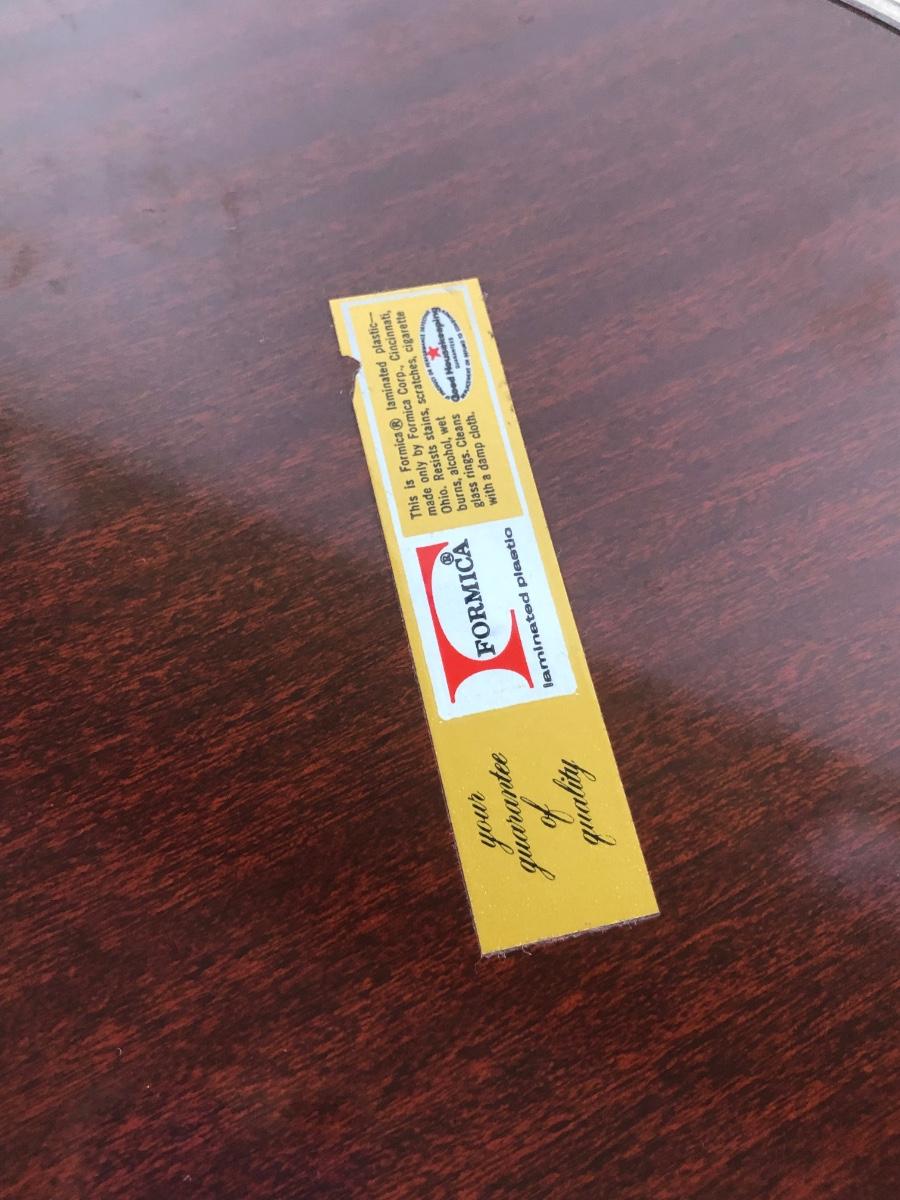 your
guarantee
of
quality
FORMICA®
laminated plastic
This is Formica® laminated plastic—
made only by Formica Corp., Cincinnati,
Ohio. Resists stains, scratches, cigarette
burns, alcohol, wet
glass rings. Cleans
with a damp cloth.
Good Housekeeping
GUARANTEES